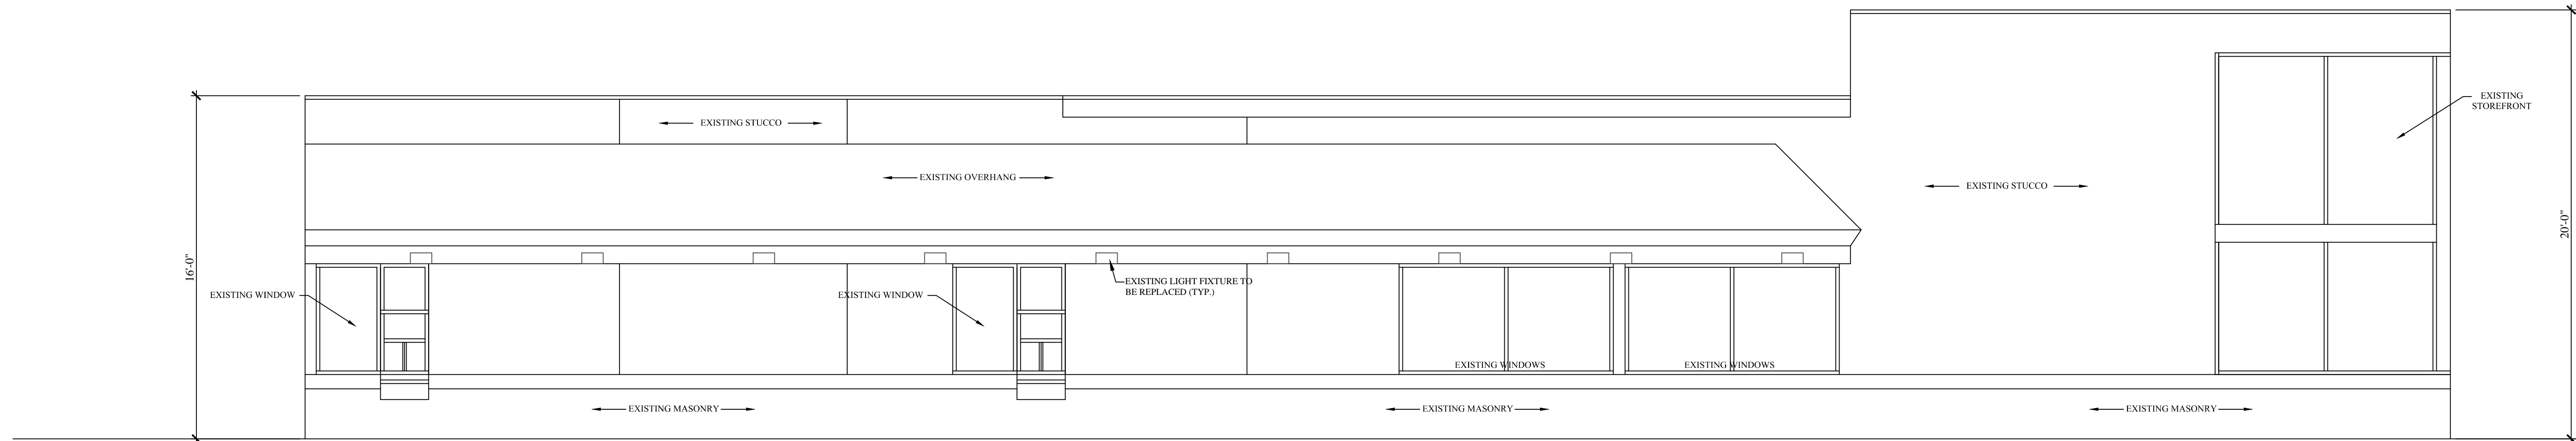 EXISTING
STOREFRONT
EXISTING STUCCO
EXISTING OVERHANG
EXISTING STUCCO
16'-0"
20'-0"
EXISTING LIGHT FIXTURE TO
BE REPLACED (TYP.)
EXISTING WINDOW
EXISTING WINDOW
EXISTING WINDOWS
EXISTING WINDOWS
EXISTING MASONRY
EXISTING MASONRY
EXISTING MASONRY